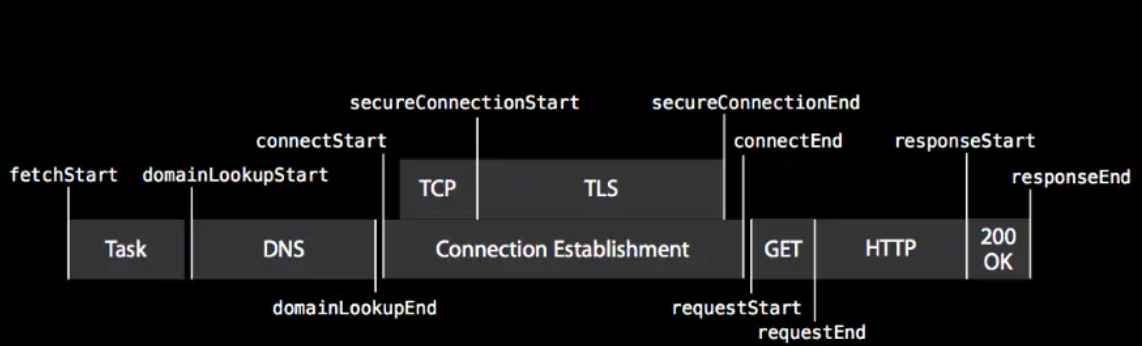 secureConnectionStart
secureConnectionEnd
connectStart
connectEnd
responseStart
fetchStart
domainLookupStart
responseEnd
TCP
TLS
Task
DNS
Connection Establishment
GET
HTTP
200
OK
domainLookupEnd
requestStart
requestEnd